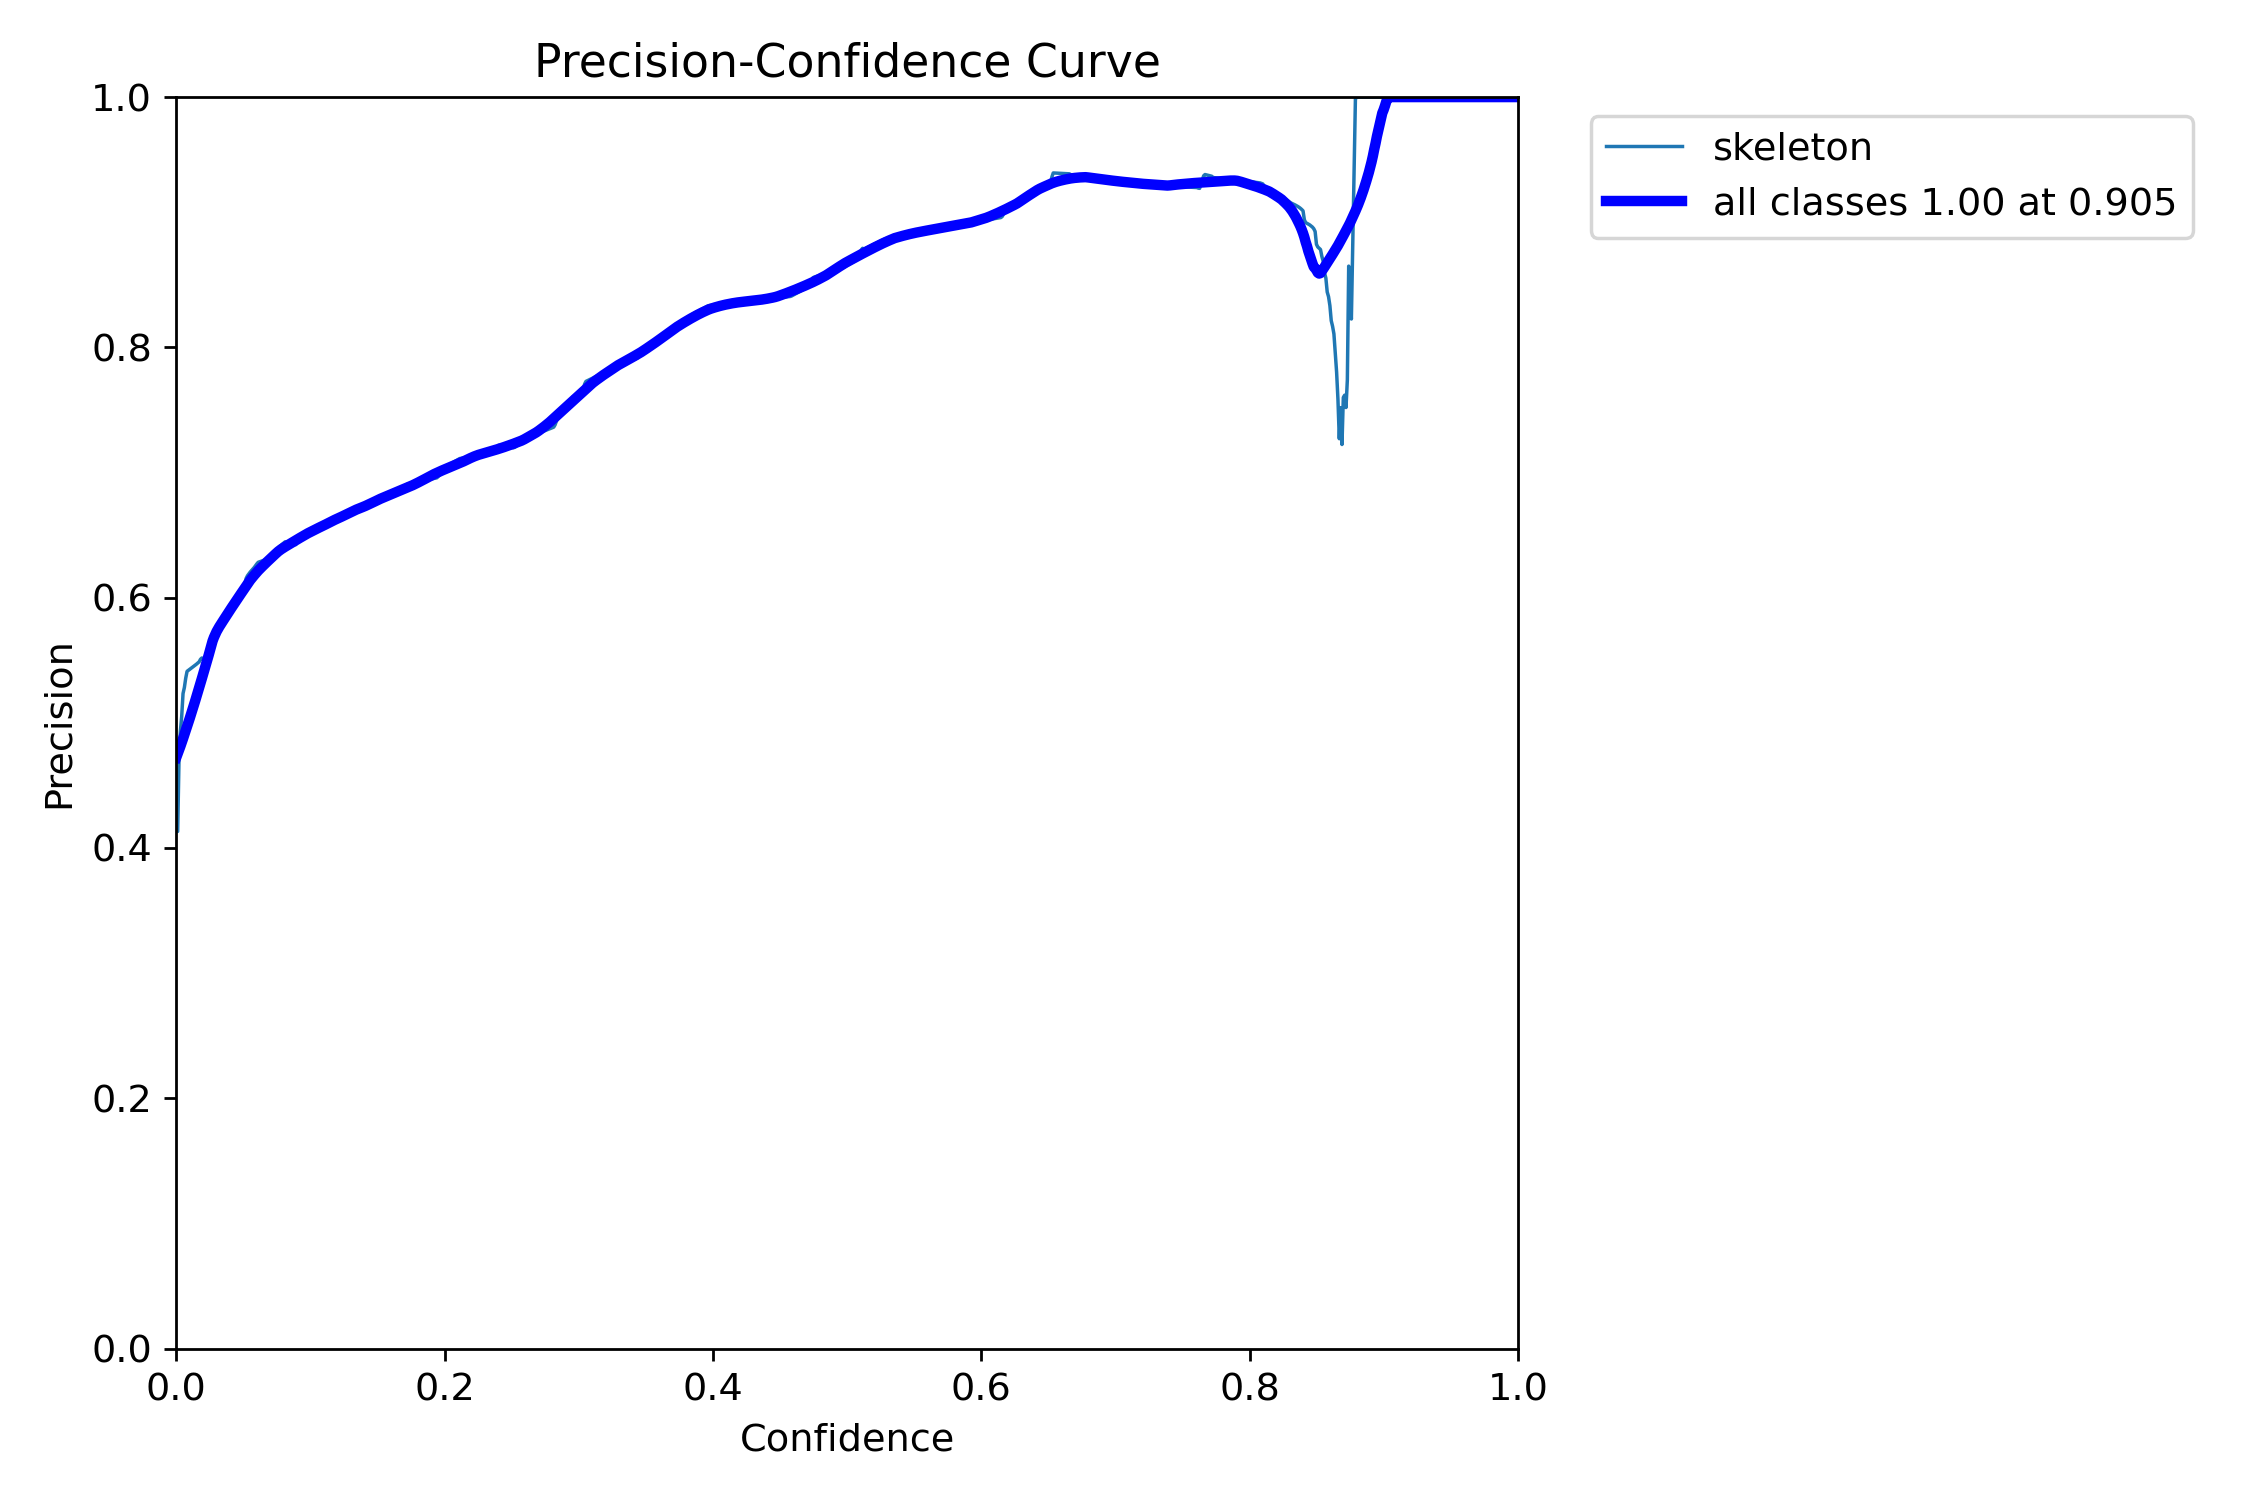 Precision-Confidence Curve
1.0
0.8
0.6
0.4
0.2
0.0
Precision
0.0 0.2 0.4 0.6 0.8 1.0
Confidence
skeleton
all classes 1.00 at 0.905